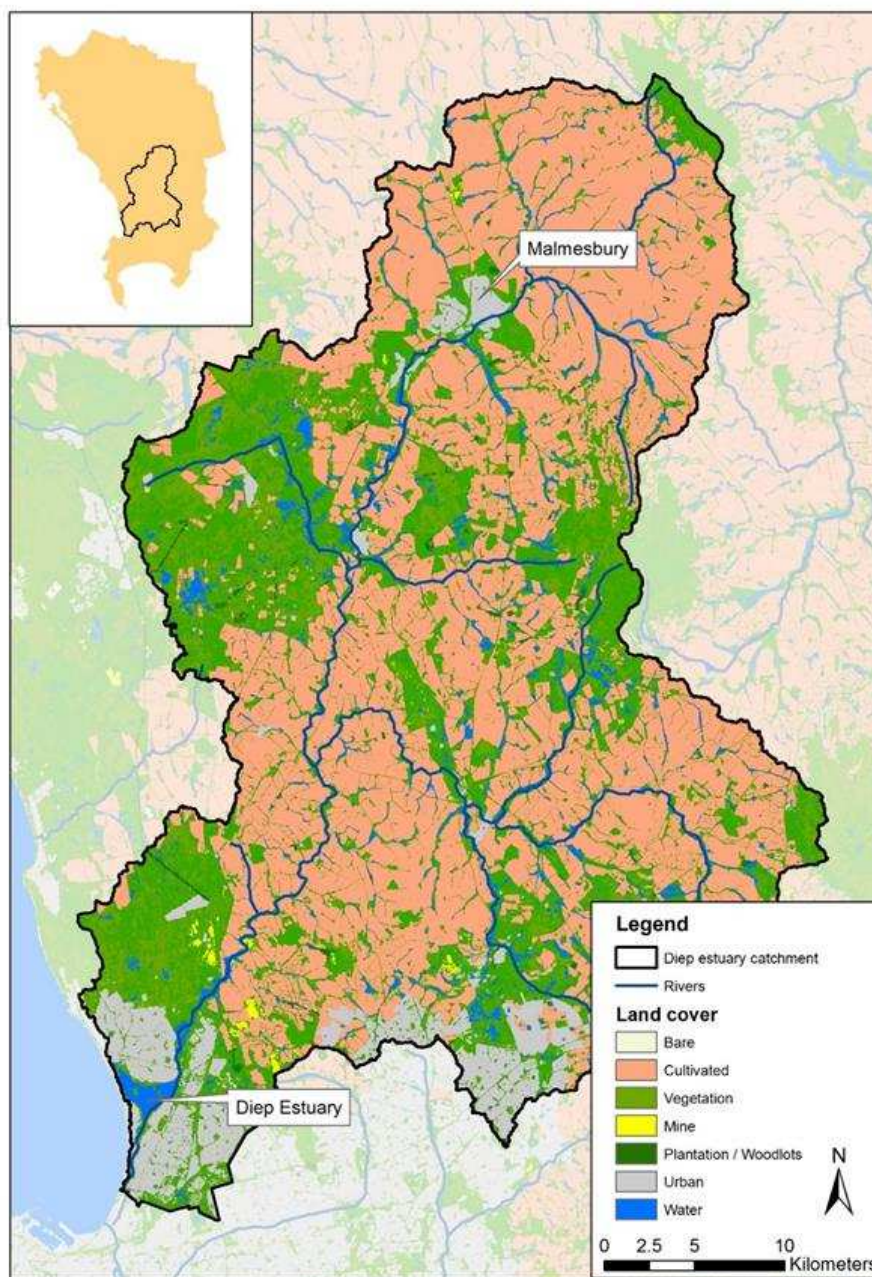 Malmesbury
Diep Estuary
Legend
Diep estuary catchment
Rivers
Land cover
Bare
Cultivated
Vegetation
Mine
Plantation / Woodlots
Urban
Water
N
0 2.5 5 10
Kilometers